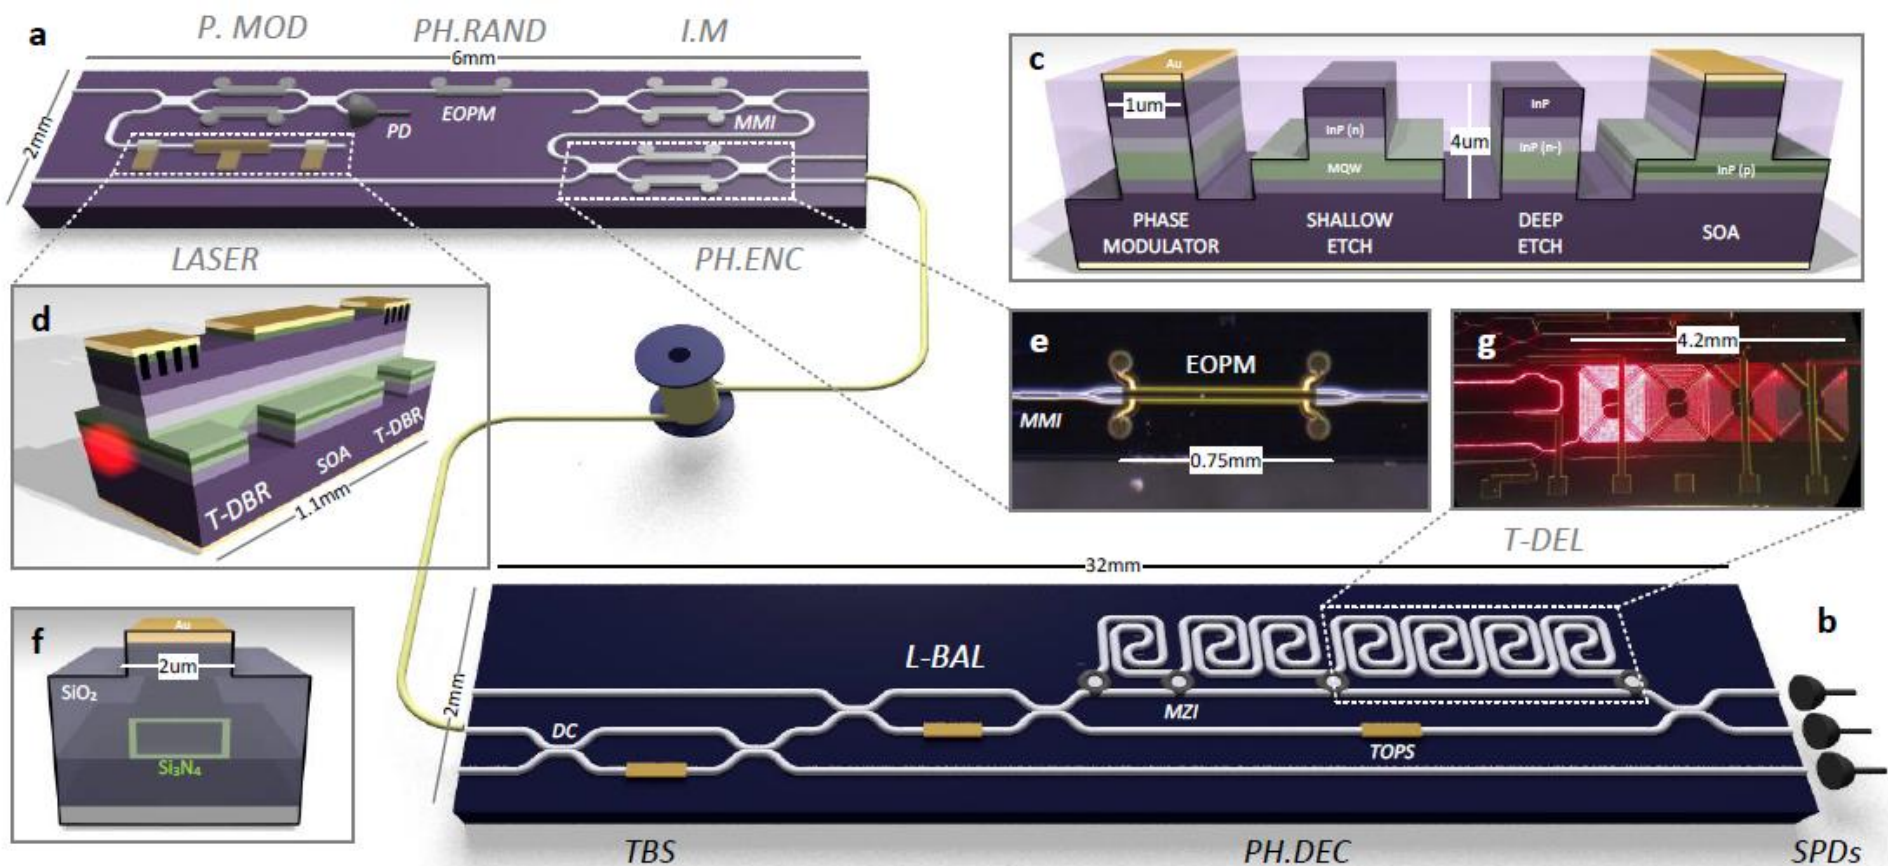 a
P. MOD
PH.RAND
I.M
6mm
2mm
PD
EOPM
MMI
LASER
PH.ENC
c
Au
1um
InP (n)
MQW
4um
InP
InP (n-)
InP (p)
PHASE
MODULATOR
SHALLOW
ETCH
DEEP
ETCH
SOA
d
T-DBR
SOA
T-DBR
1.1mm
e
EOPM
MMI
0.75mm
g
4.2mm
T-DEL
f
Au
2um
SiO₂
Si₃N₄
32mm
b
2mm
L-BAL
DC
MZI
TOPS
TBS
PH.DEC
SPDs